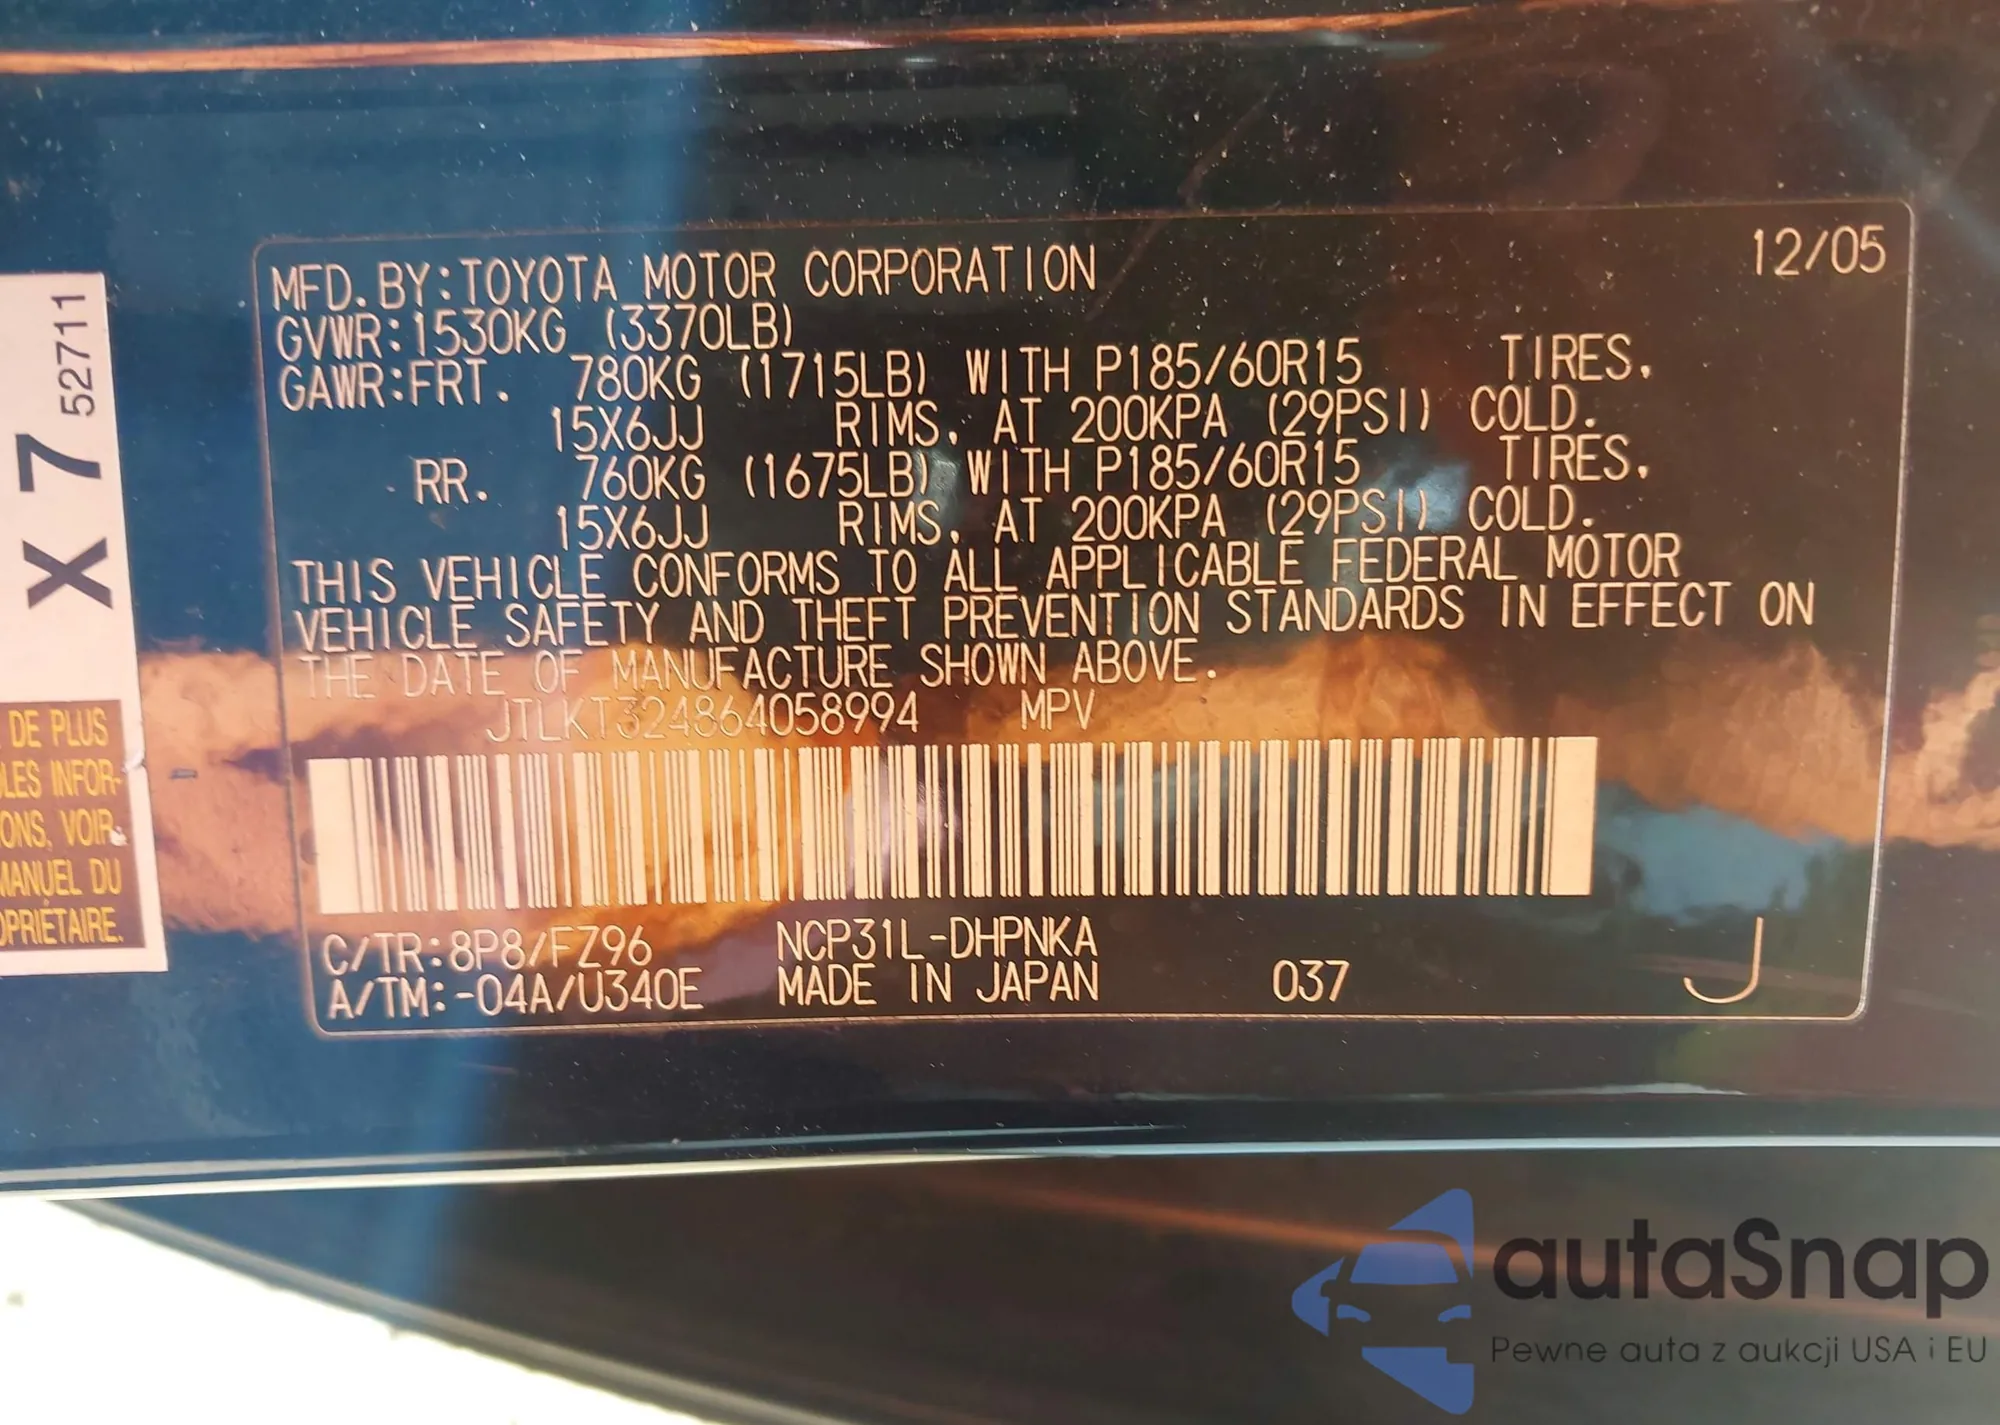 12/05
MFD.BY:TOYOTA MOTOR CORPORATION
GVWR:1530KG (3370LB)
GAWR:FRT. 780KG (1715LB) WITH P185/60R15 TIRES,
15X6JJ RIMS, AT 200KPA (29PSI) COLD.
RR. 760KG (1675LB) WITH P185/60R15 TIRES,
15X6JJ RIMS, AT 200KPA (29PSI) COLD.
THIS VEHICLE CONFORMS TO ALL APPLICABLE FEDERAL MOTOR
VEHICLE SAFETY AND THEFT PREVENTION STANDARDS IN EFFECT ON
THE DATE OF MANUFACTURE SHOWN ABOVE.
JTLKT324864058994 MPV
C/TR:8P8/FZ96 NCP31L-DHPNKA
A/TM:-04A/U340E MADE IN JAPAN 037 J
X 7 52711
DE PLUS
LES INFOR-
ONS, VOIR
MANUEL DU
OPRIÉTAIRE.
autaSnap
Pewne auta z aukcji USA i EU